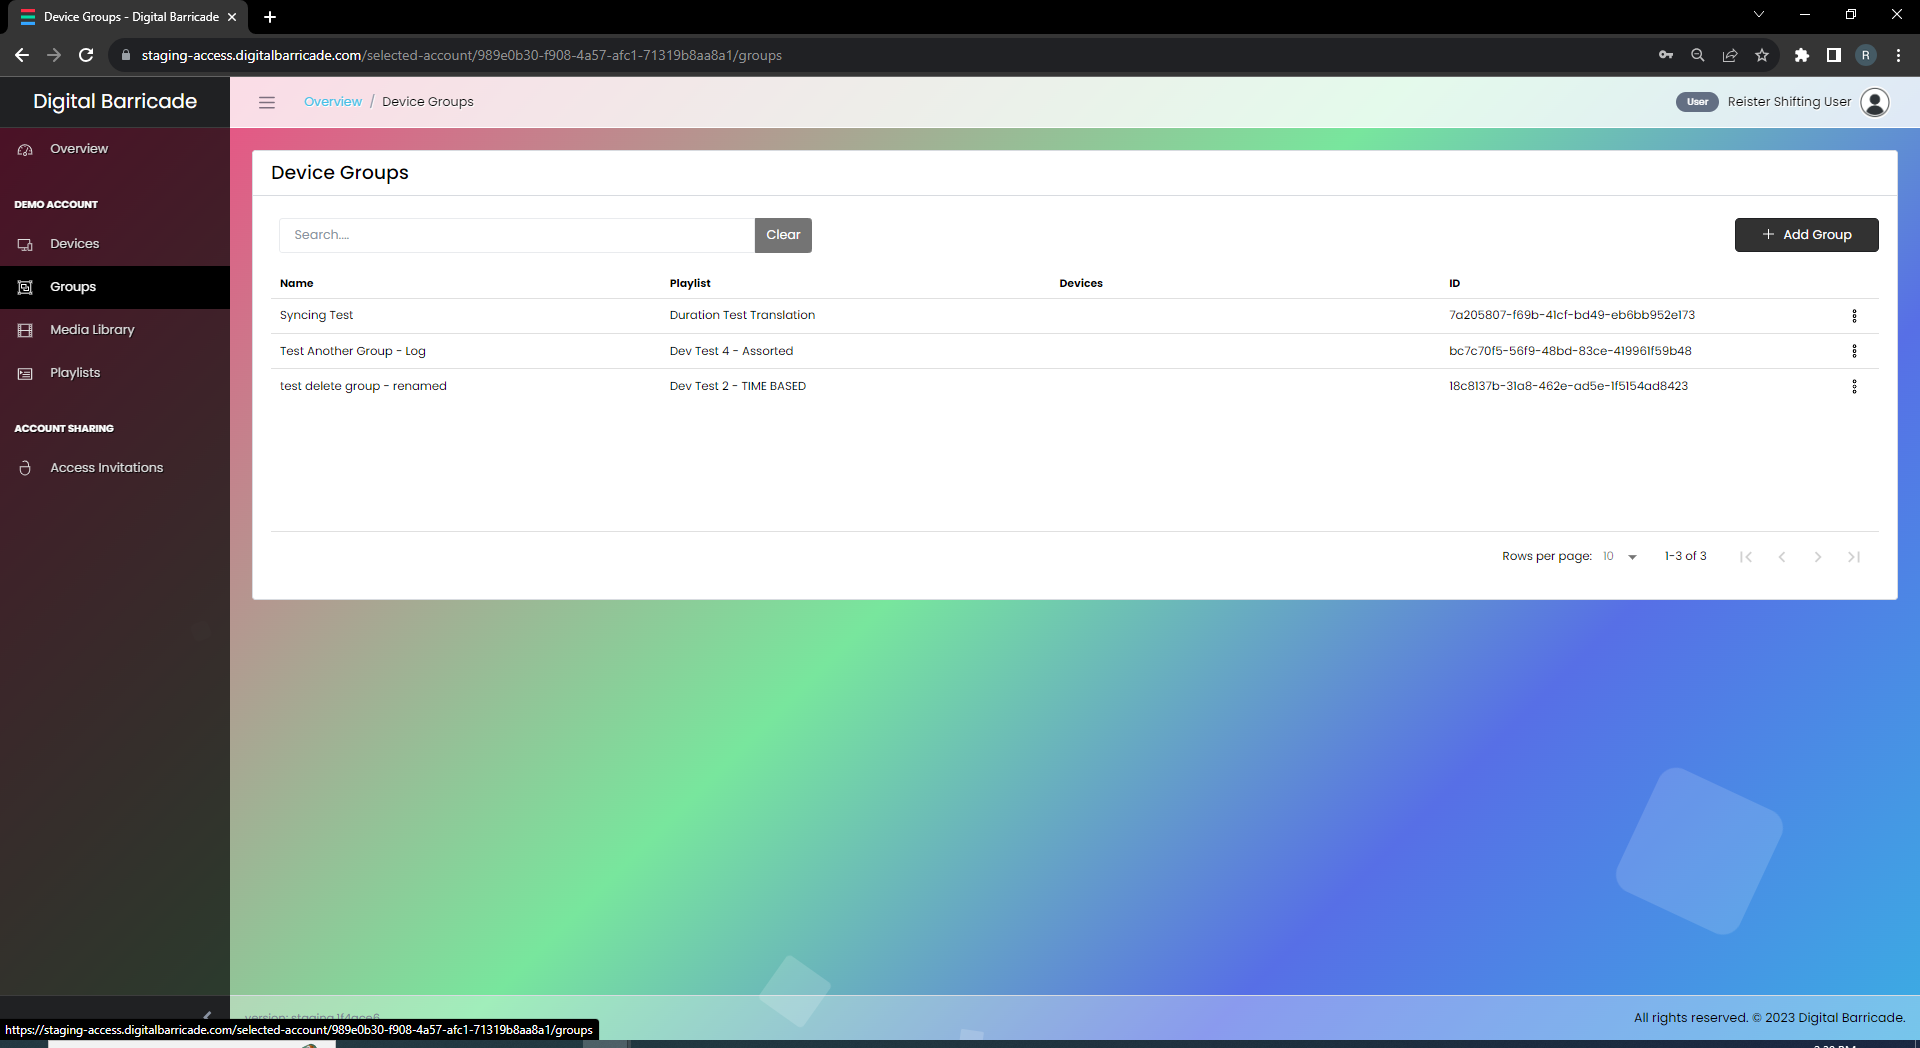 Device Groups - Digital Barricade
staging-access.digitalbarricade.com/selected-account/989e0b30-f908-4a57-afc1-71319b8aa8a1/groups
R
Digital Barricade
Overview / Device Groups
User Reister Shifting User
Overview
DEMO ACCOUNT
Devices
Groups
Media Library
Playlists
ACCOUNT SHARING
Access Invitations
Device Groups
Search....
Clear
+ Add Group
Name Playlist Devices ID
Syncing Test Duration Test Translation 7a205807-f69b-41cf-bd49-eb6bb952e173
Test Another Group - Log Dev Test 4 - Assorted bc7c70f5-56f9-48bd-83ce-419961f59b48
test delete group - renamed Dev Test 2 - TIME BASED 18c8137b-31a8-462e-ad5e-1f5154ad8423
Rows per page: 10 1-3 of 3
version: staging
All rights reserved. © 2023 Digital Barricade.
https://staging-access.digitalbarricade.com/selected-account/989e0b30-f908-4a57-afc1-71319b8aa8a1/groups